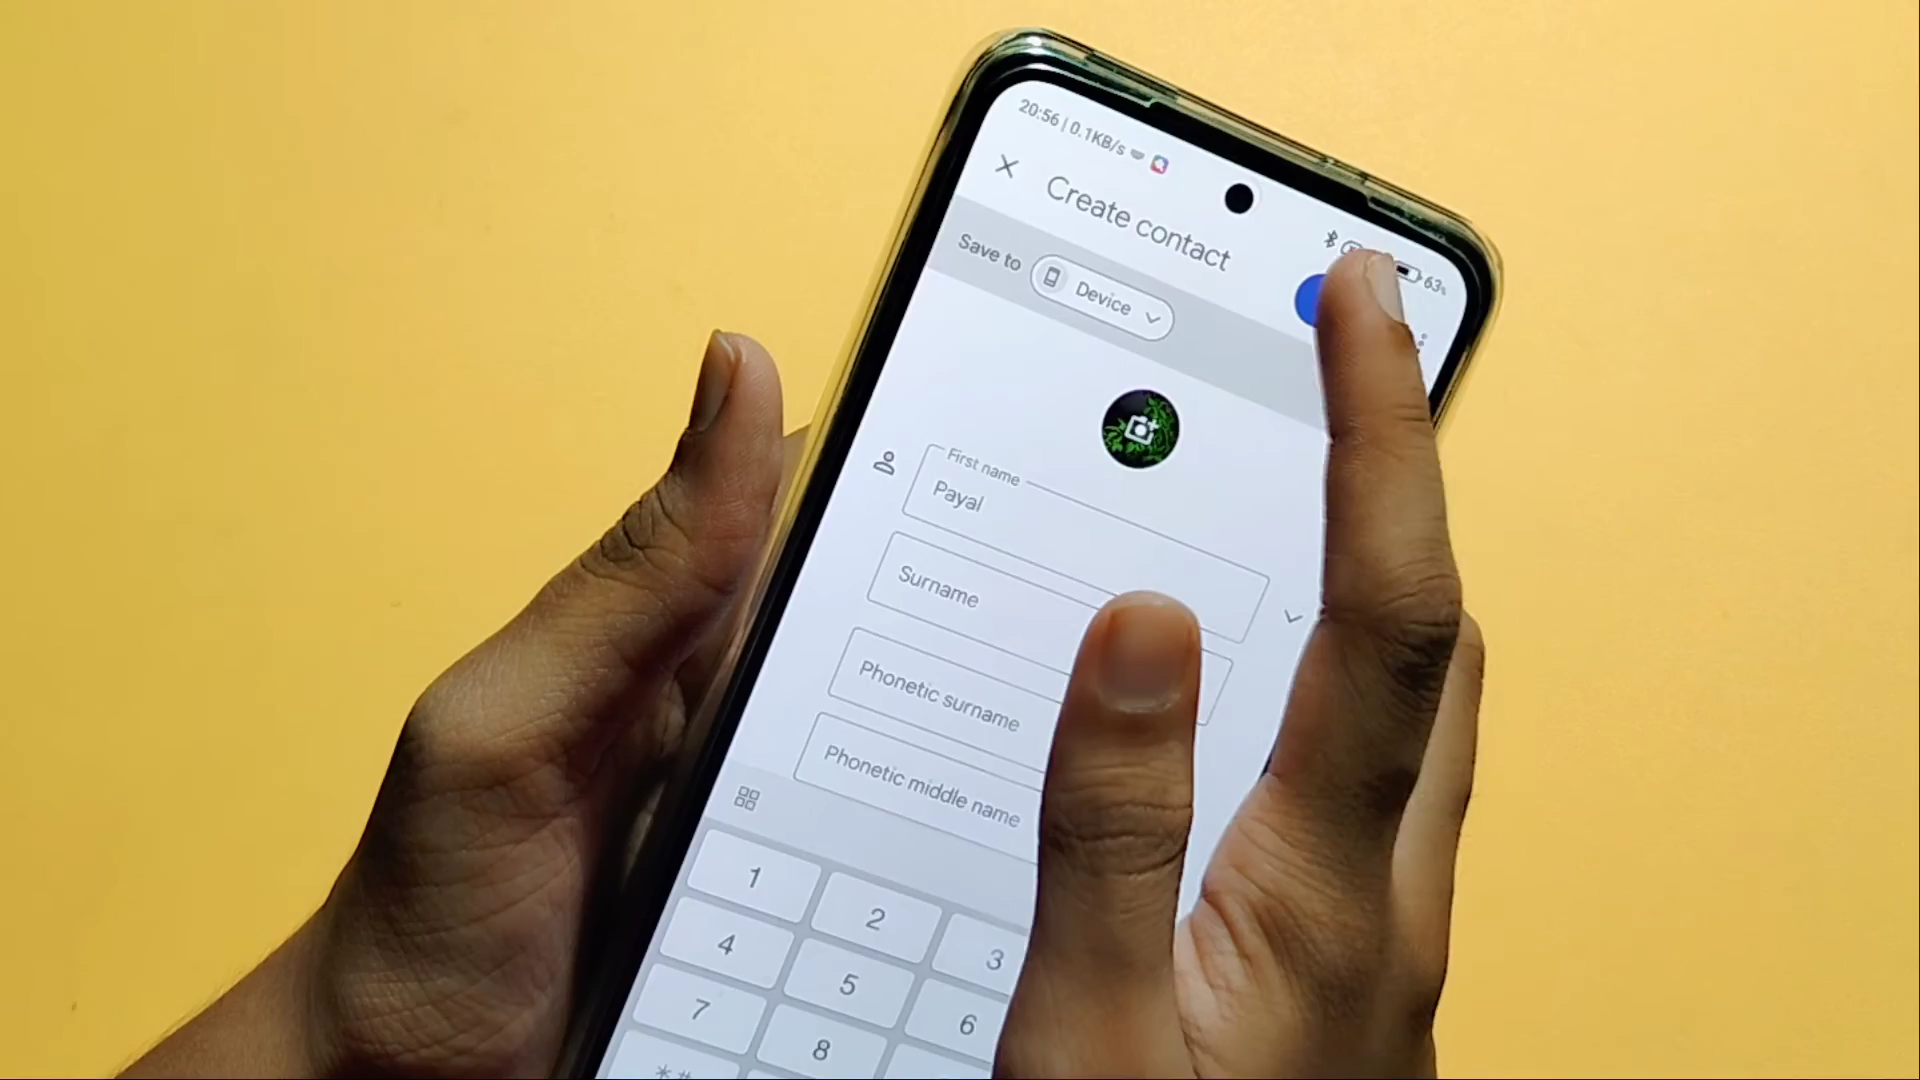 20:56 | 0.1KB/s
63%
Create contact
Save to
Device
First name
Payal
Surname
Phonetic surname
Phonetic middle name
1
2
3
4
5
6
7
8
*#